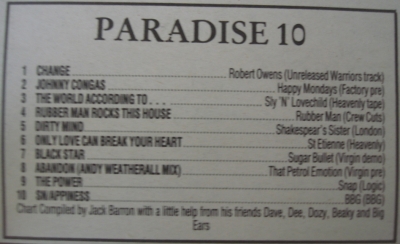 PARADISE 10
1 CHANGE ... Robert Owens (Unreleased Warriors track)
2 JOHNNY CONGAS ... Happy Mondays (Factory pre)
3 THE WORLD ACCORDING TO . . . . Sly 'N' Lovechild (Heavenly tape)
4 RUBBER MAN ROCKS THIS HOUSE ... Rubber Man (Crew Cuts)
5 DIRTY MIND ... Shakespear's Sister (London)
6 ONLY LOVE CAN BREAK YOUR HEART ... St Etienne (Heavenly)
7 BLACK STAR ... Sugar Bullet (Virgin demo)
8 ABANDON (ANDY WEATHERALL MIX) ... That Petrol Emotion (Virgin pre)
9 THE POWER ... Snap (Logic)
10 SNAPPINESS ... BBG (BBG)
Chart Compiled by Jack Barron with a little help from his friends Dave, Dee, Dozy, Beaky and Big
Ears